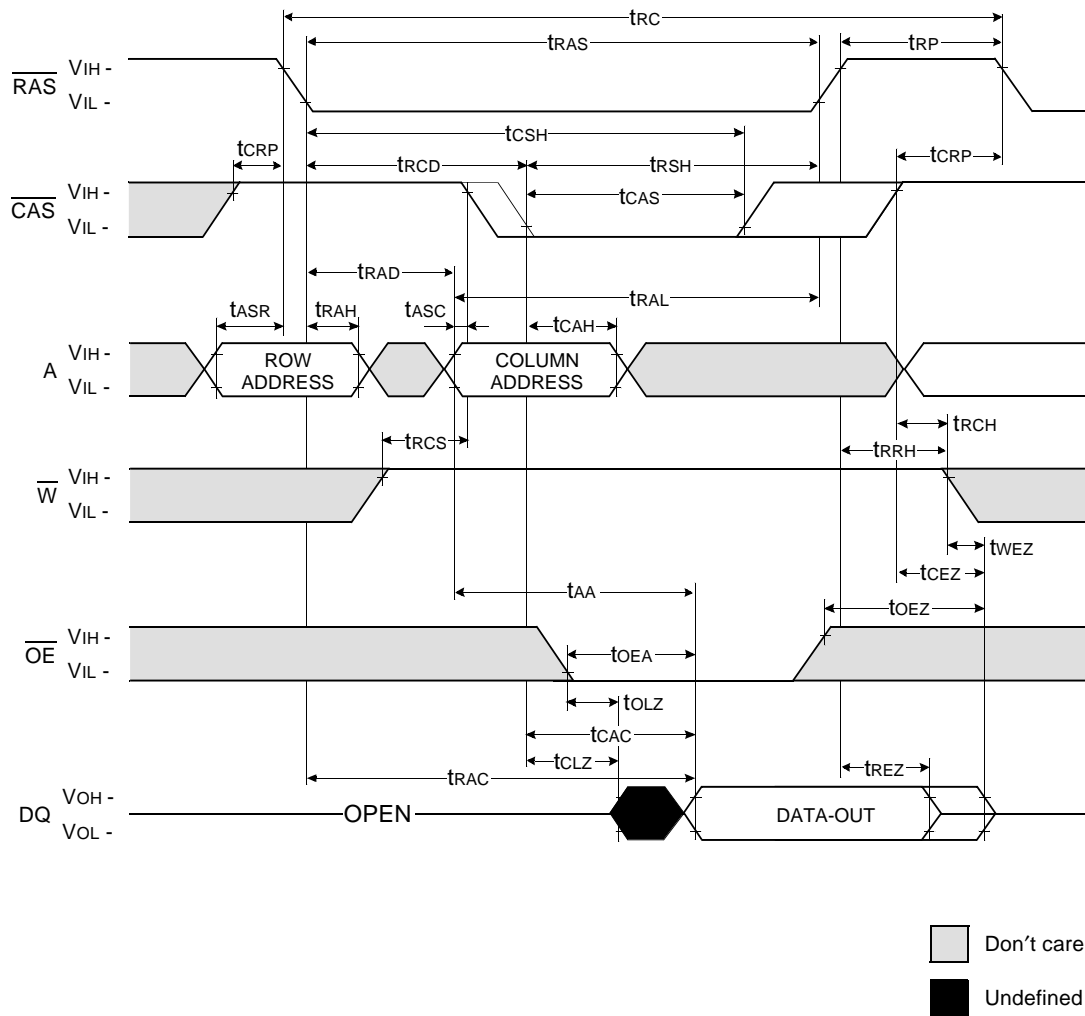 tRC
tRAS
tRP
RAS
VIH -
VIL -
tCSH
tCRP
tRCD
tRSH
tCRP
CAS
VIH -
VIL -
tCAS
tRAD
tRAL
tASR
tRAH
tASC
tCAH
A
VIH -
VIL -
ROW
ADDRESS
COLUMN
ADDRESS
tRCS
tRCH
tRRH
W
VIH -
VIL -
tWEZ
tCEZ
tAA
tOEZ
OE
VIH -
VIL -
tOEA
tOLZ
tCAC
tCLZ
tREZ
tRAC
DQ
VOH -
VOL -
OPEN
DATA-OUT
Don′t care
Undefined